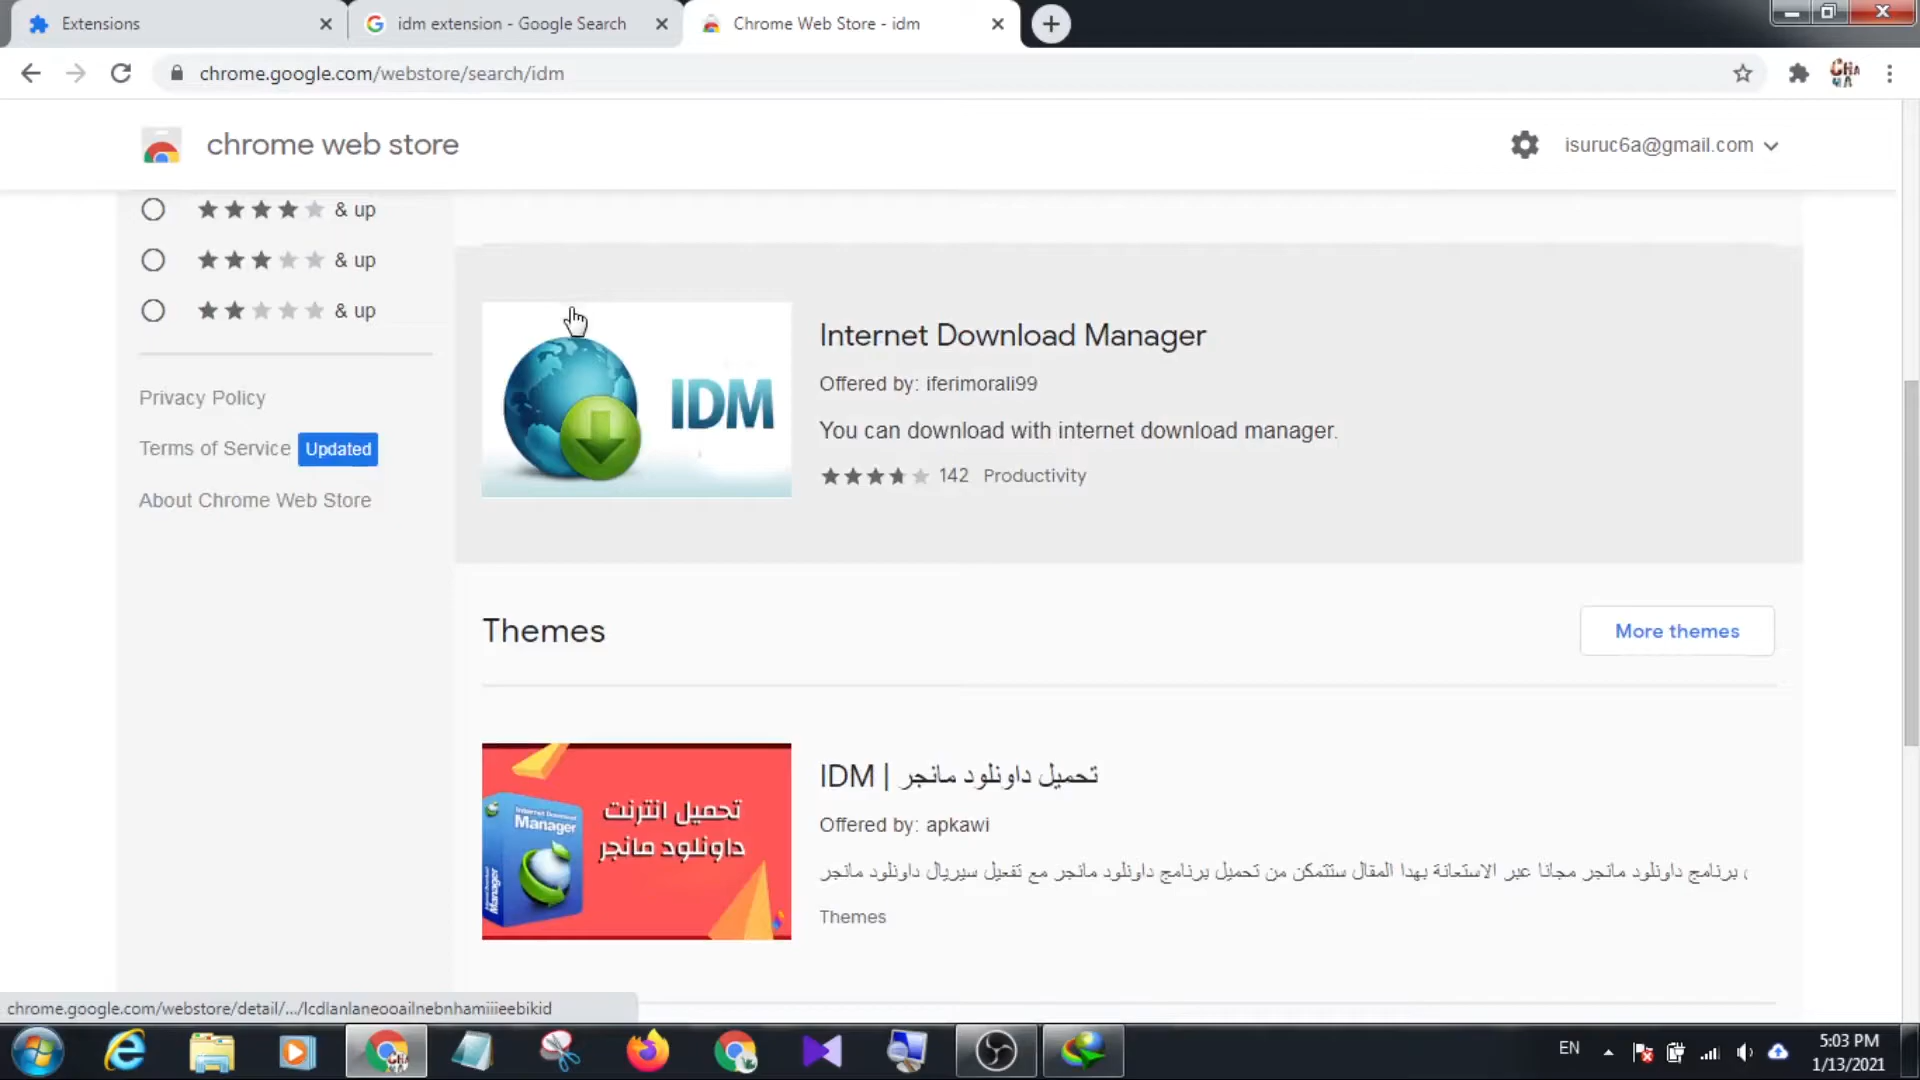 Extensions
idm extension - Google Search
Chrome Web Store - idm
chrome.google.com/webstore/search/idm
chrome web store
isuruc6a@gmail.com
& up
& up
& up
Privacy Policy
Terms of Service Updated
About Chrome Web Store
IDM
Internet Download Manager
Offered by: iferimorali99
You can download with internet download manager.
142 Productivity
Themes
More themes
تحميل انترنت
داونلود مانجر
Internet Download
Manager
Manager
IDM | تحميل داونلود مانجر
Offered by: apkawi
برنامج داونلود مانجر مجانا عبر الاستعانة بهدا المقال ستتمكن من تحميل برنامج داونلود مانجر مع تفعيل سيريال داونلود مانجر
Themes
chrome.google.com/webstore/detail/.../lcdlanlaneooailnebnhamiiieebikid
EN
5:03 PM
1/13/2021